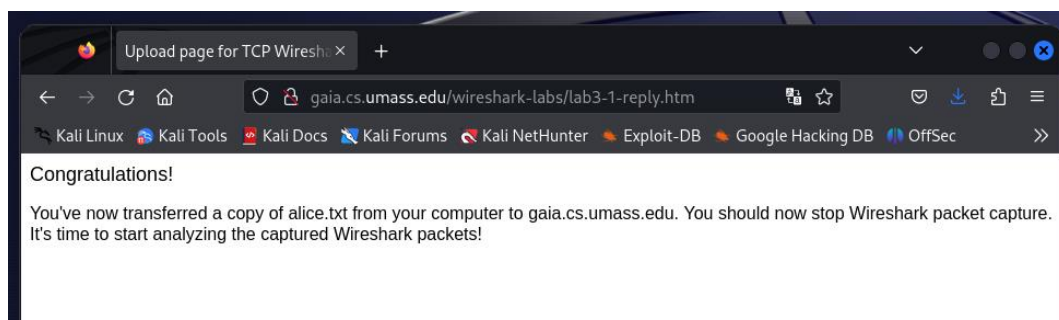 Upload page for TCP Wiresha
gaia.cs.umass.edu/wireshark-labs/lab3-1-reply.htm
Kali Linux Kali Tools Kali Docs Kali Forums Kali NetHunter Exploit-DB Google Hacking DB OffSec
Congratulations!
You've now transferred a copy of alice.txt from your computer to gaia.cs.umass.edu. You should now stop Wireshark packet capture.
It's time to start analyzing the captured Wireshark packets!